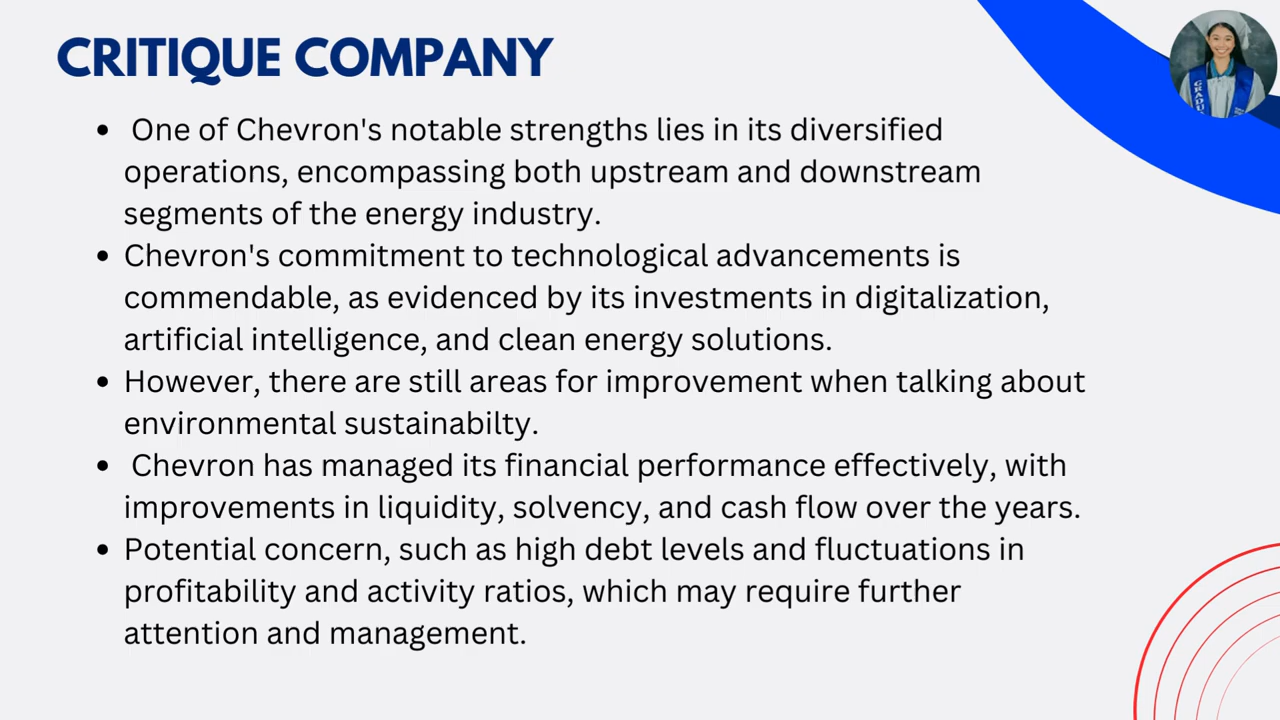 CRITIQUE COMPANY
• One of Chevron's notable strengths lies in its diversified
operations, encompassing both upstream and downstream
segments of the energy industry.
• Chevron's commitment to technological advancements is
commendable, as evidenced by its investments in digitalization,
artificial intelligence, and clean energy solutions.
• However, there are still areas for improvement when talking about
environmental sustainabilty.
• Chevron has managed its financial performance effectively, with
improvements in liquidity, solvency, and cash flow over the years.
• Potential concern, such as high debt levels and fluctuations in
profitability and activity ratios, which may require further
attention and management.